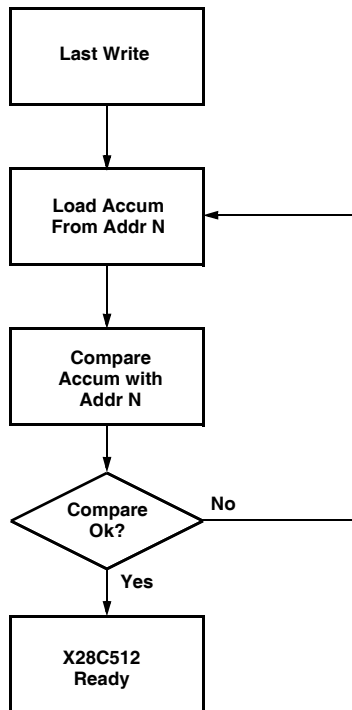 Last Write
Load Accum
From Addr N
Compare
Accum with
Addr N
Compare
Ok?
No
Yes
X28C512
Ready